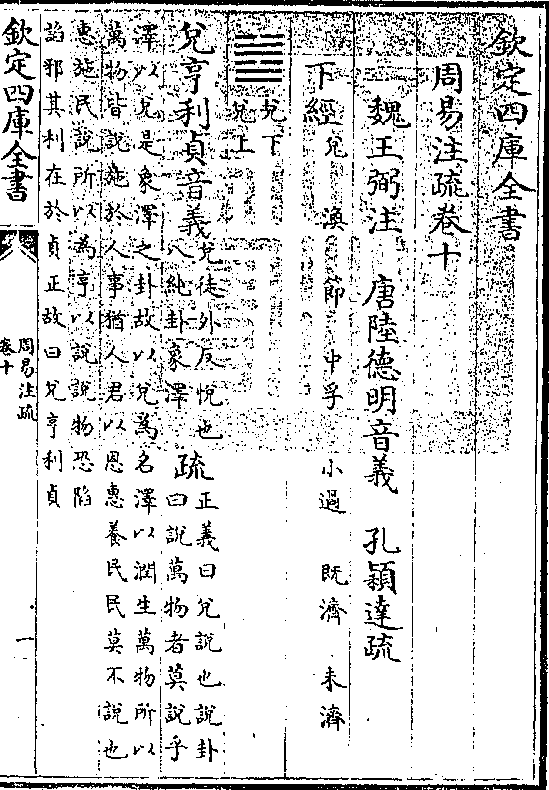 欽定四庫全書
周易注疏卷十
魏王弼注　唐陸德明音義　孔穎達疏
下經兌　渙　節　中孚　小過　既濟　未濟
兌下
兌上
兌亨利貞音義兌徒外反悅也
八純卦象澤疏正義曰兌說也說卦
曰說萬物者莫說乎
澤以兌是象澤之卦故以兌為名澤以潤生萬物所以
萬物皆說施於人事猶人君以恩惠養民民莫不說也
惠施民說所以為亨以說說物恐陷
諂邪其利在於貞正故曰兌亨利貞
欽定四庫全書
周易注疏
卷十
一